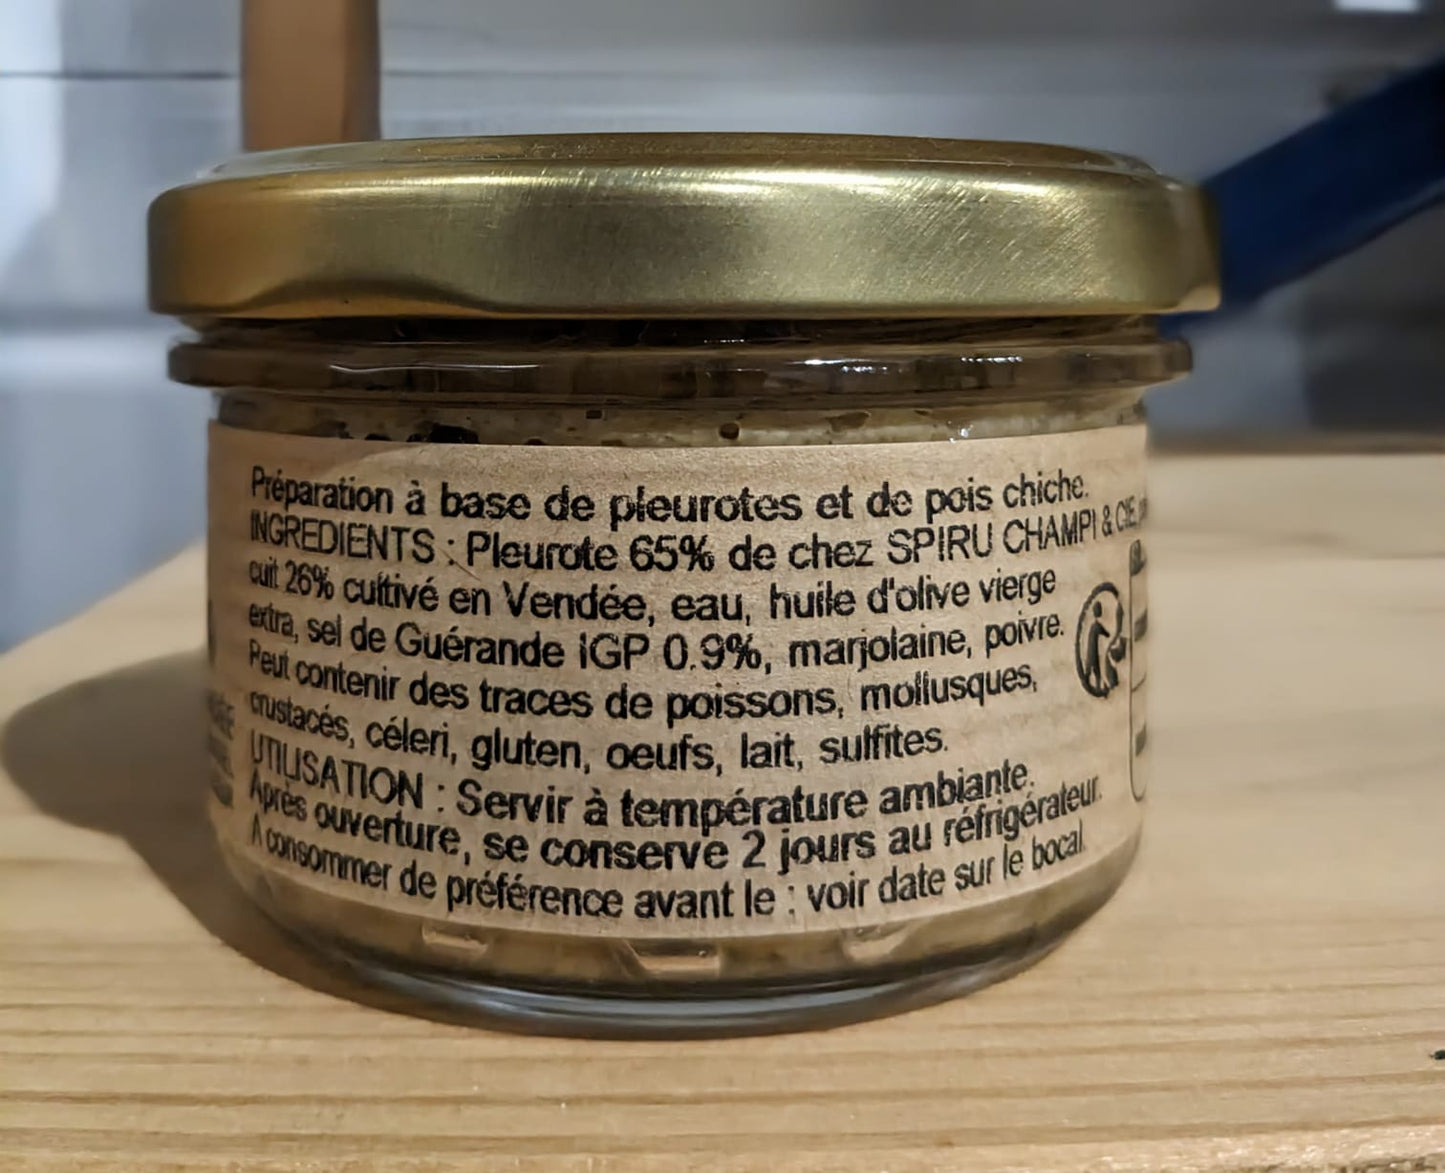 Préparation à base de pleurotes et de pois chiche.
INGREDIENTS : Pleurote 65% de chez SPIRU CHAMPI & CIE,
cuit 26% cultivé en Vendée, eau, huile d'olive vierge
extra, sel de Guérande IGP 0.9%, marjolaine, poivre.
Peut contenir des traces de poissons, mollusques,
crustacés, céleri, gluten, oeufs, lait, sulfites.
UTILISATION : Servir à température ambiante.
Après ouverture, se conserve 2 jours au réfrigérateur.
A consommer de préférence avant le : voir date sur le bocal